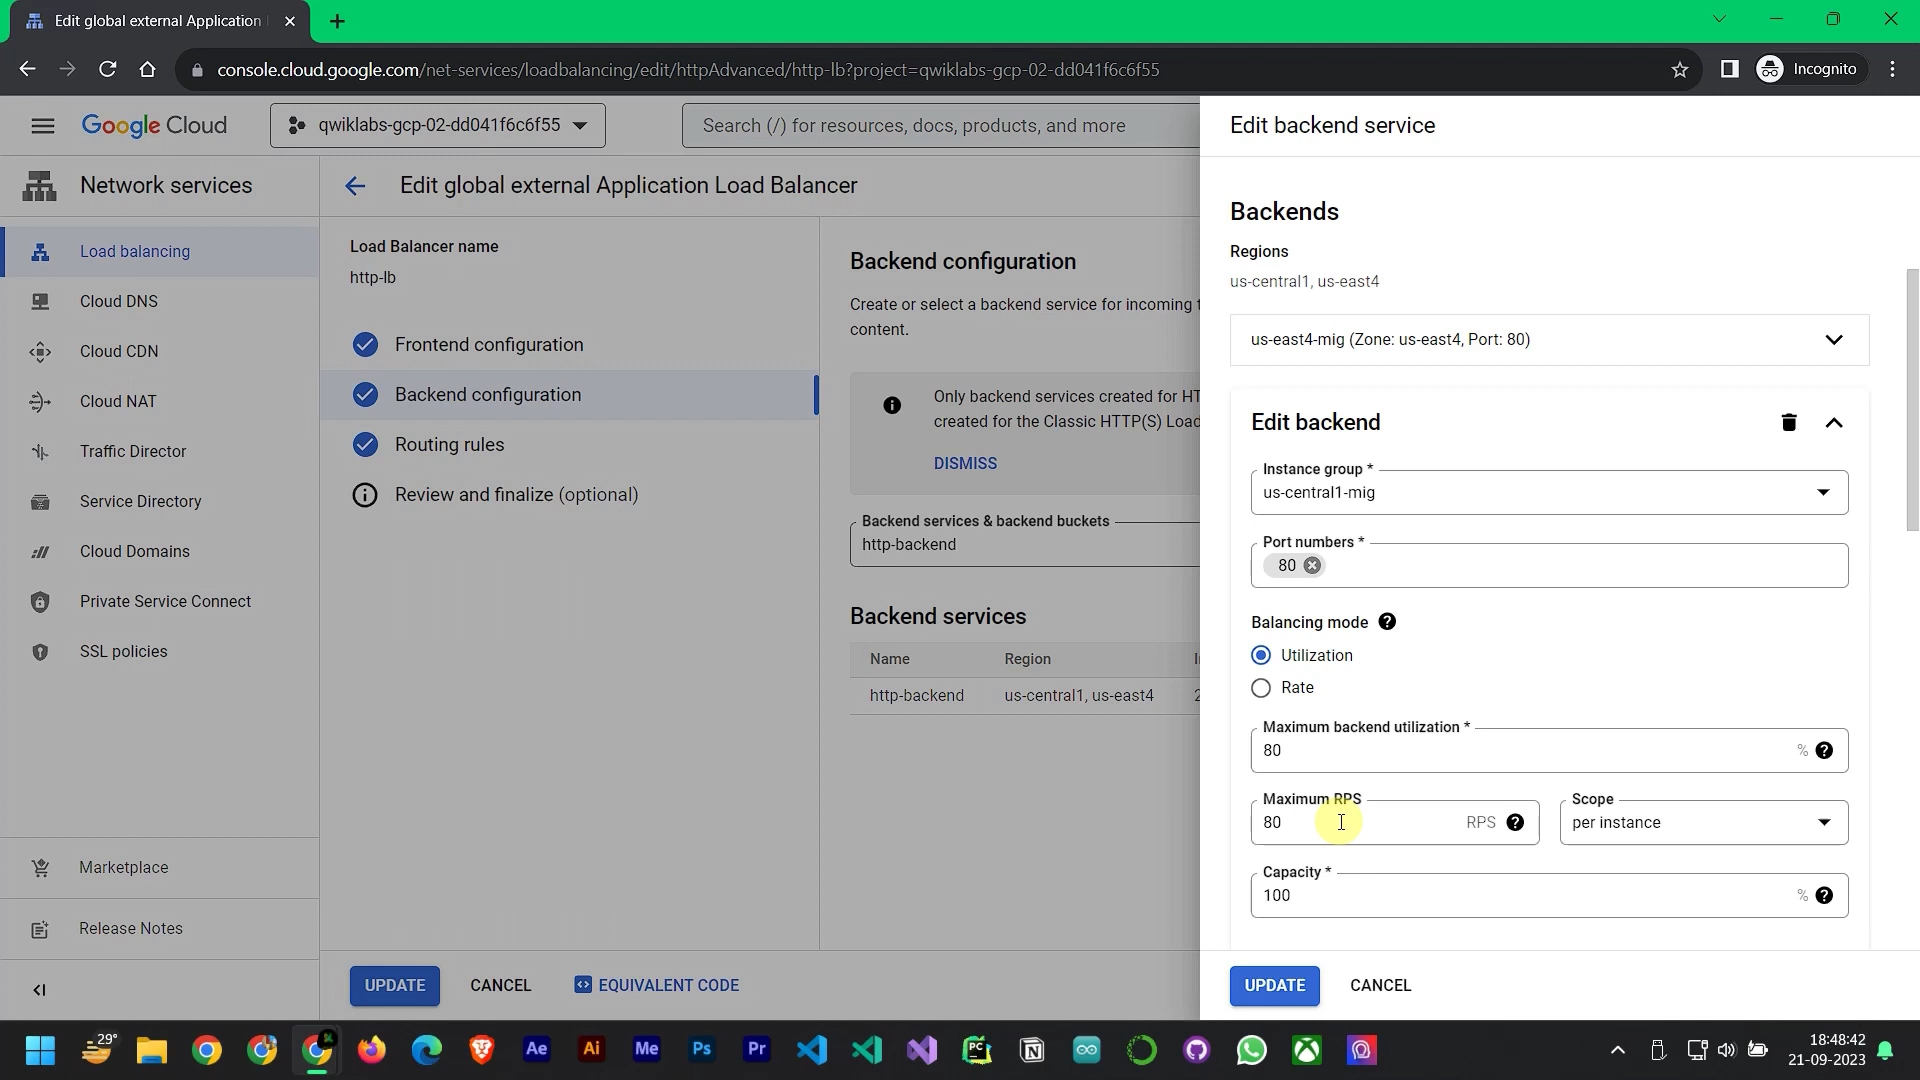 Edit global external Application
console.cloud.google.com/net-services/loadbalancing/edit/httpAdvanced/http-lb?project=qwiklabs-gcp-02-dd041f6c6f55
Incognito
Google Cloud
qwiklabs-gcp-02-dd041f6c6f55
Search (/) for resources, docs, products, and more
Network services
Load balancing
Cloud DNS
Cloud CDN
Cloud NAT
Traffic Director
Service Directory
Cloud Domains
Private Service Connect
SSL policies
Marketplace
Release Notes
Edit global external Application Load Balancer
Load Balancer name
http-lb
Frontend configuration
Backend configuration
Routing rules
Review and finalize (optional)
Backend configuration
Create or select a backend service for incoming
content.
Only backend services created for HT
created for the Classic HTTP(S) Loa
DISMISS
Backend services & backend buckets
http-backend
Backend services
Name Region
http-backend us-central1, us-east4 2
UPDATE CANCEL EQUIVALENT CODE
Edit backend service
Backends
Regions
us-central1, us-east4
us-east4-mig (Zone: us-east4, Port: 80)
Edit backend
Instance group *
us-central1-mig
Port numbers *
80
Balancing mode
Utilization
Rate
Maximum backend utilization *
80 %
Maximum RPS
80 RPS
Scope
per instance
Capacity *
100 %
UPDATE CANCEL
29°
Ae
Ai
Me
Ps
Pr
PC
N
18:48:42
21-09-2023